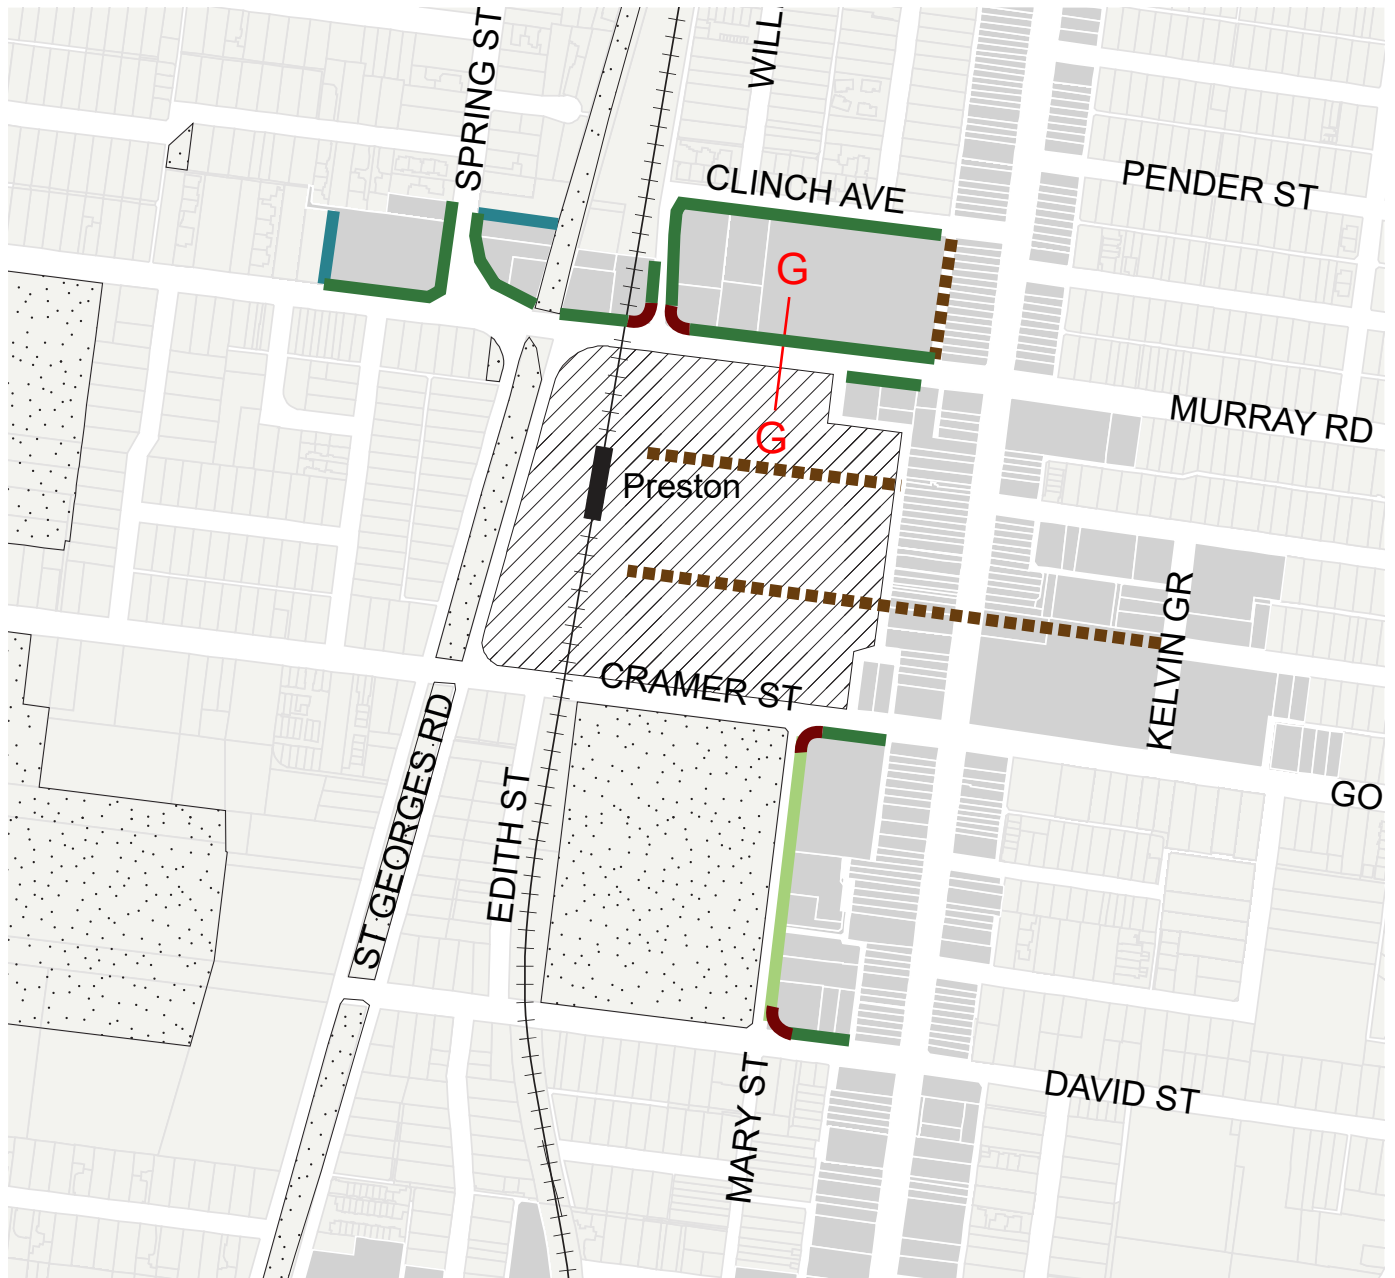 SPRING ST
WILL
CLINCH AVE
PENDER ST
G
MURRAY RD
G
Preston
KELVIN GR
CRAMER ST
ST GEORGES RD
EDITH ST
GO
MARY ST
DAVID ST